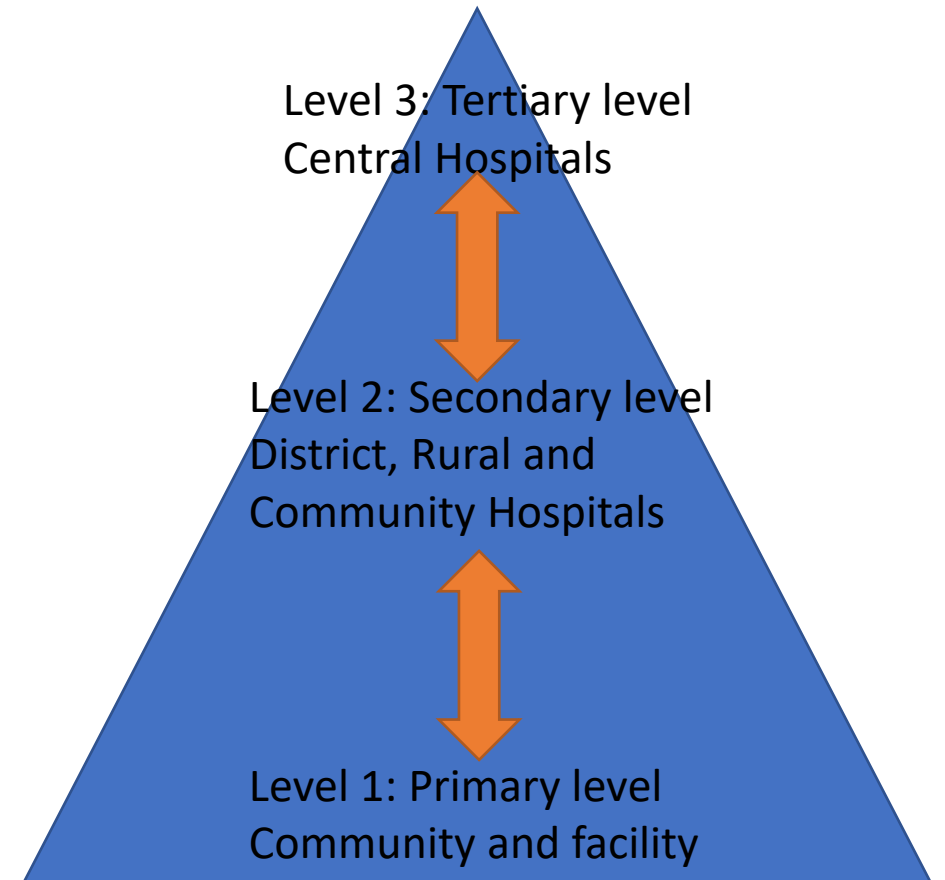 Level 3: Tertiary level
Central Hospitals
Level 2: Secondary level
District, Rural and
Community Hospitals
Level 1: Primary level
Community and facility